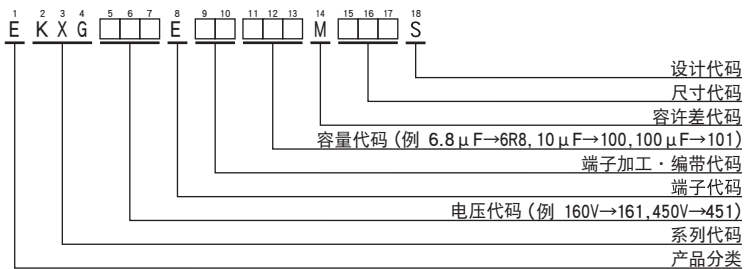 1 2 3 4 5 6 7 8 9 10 11 12 13 14 15 16 17 18
E KXG □□□ E □□ □□□ M □□□ S
设计代码
尺寸代码
容许差代码
容量代码 (例 6.8μF→6R8, 10μF→100, 100μF→101)
端子加工・编带代码
端子代码
电压代码 (例 160V→161, 450V→451)
系列代码
产品分类